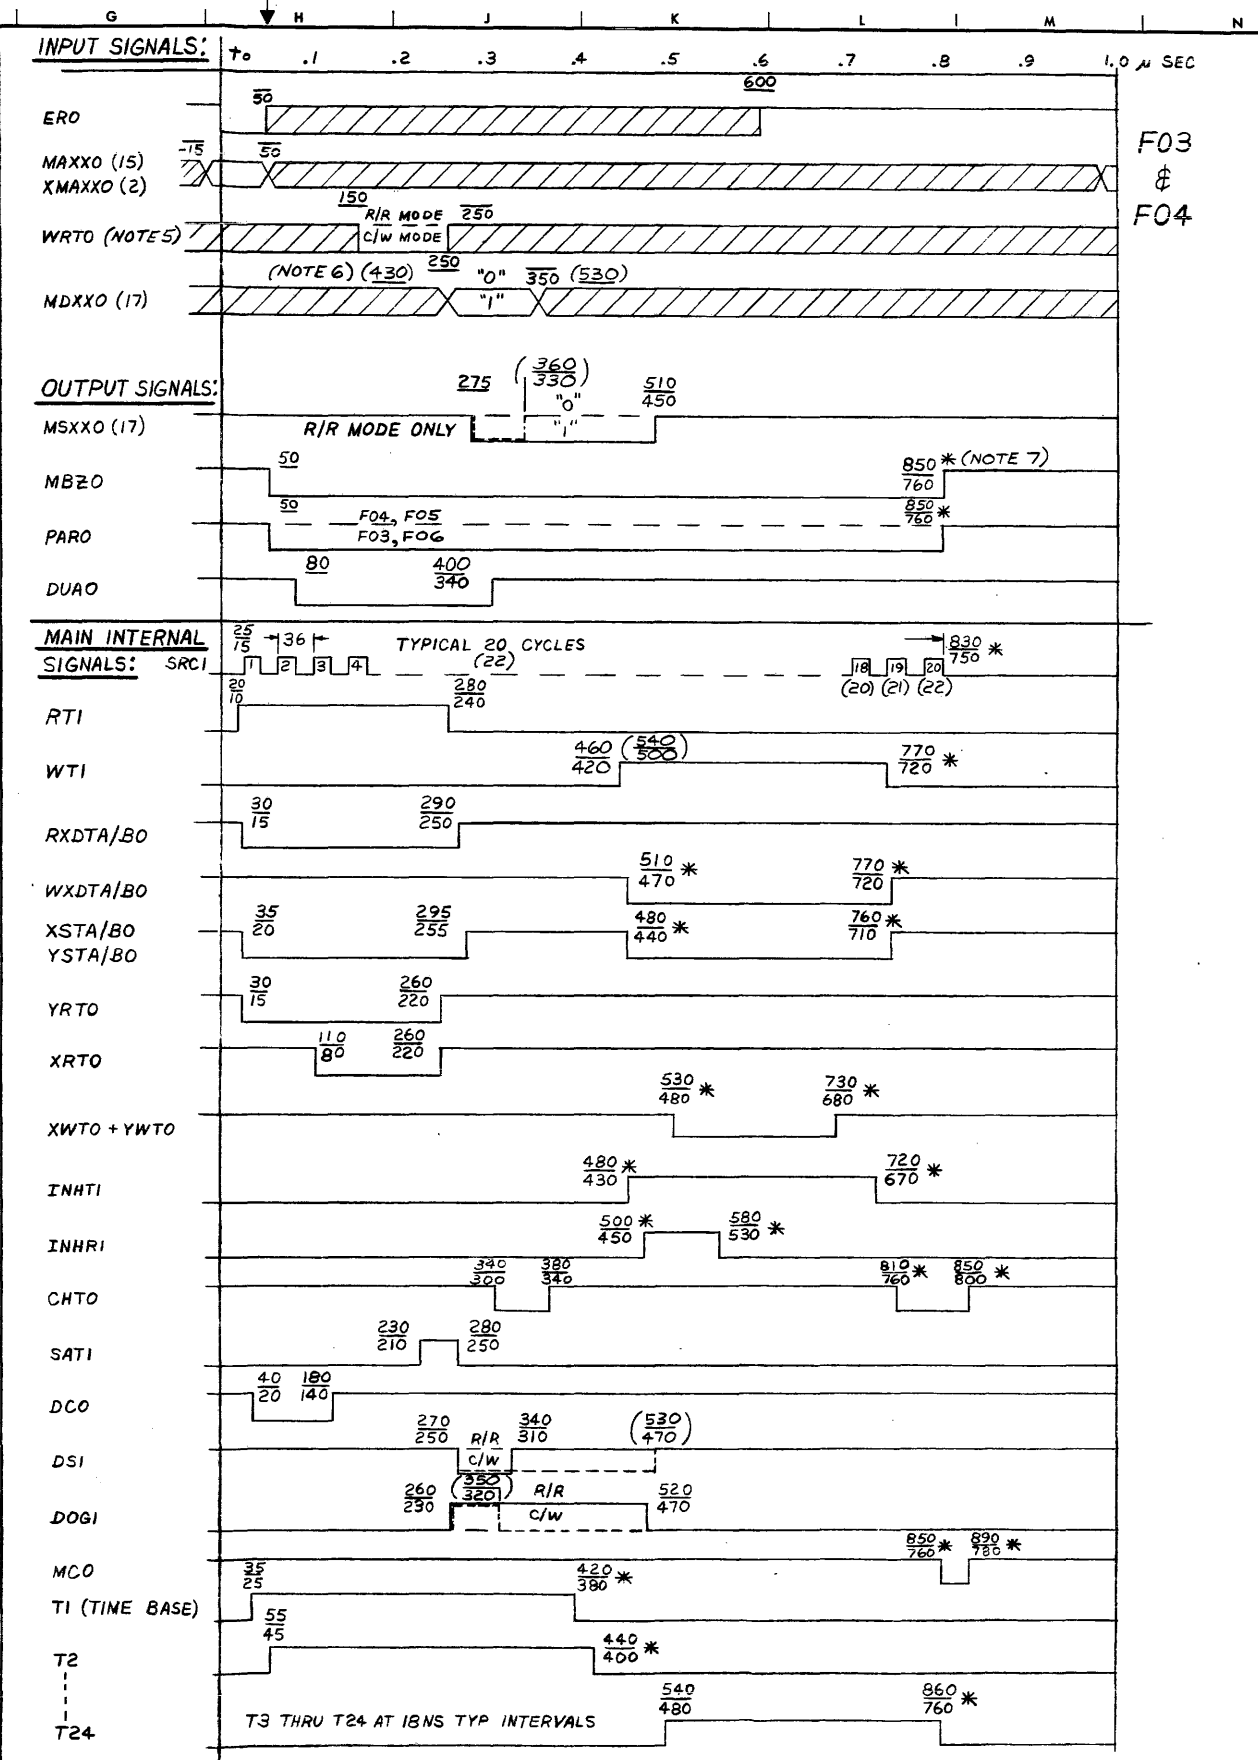 G H J K L M N
INPUT SIGNALS: to .1 .2 .3 .4 .5 .6 .7 .8 .9 1.0 μ SEC
50 600
ERO
-15 50
MAXXO (15)
XMAXXO (2)
F03
&
F04
150 R/R MODE 250
WRTO (NOTE 5) C/W MODE
250
(NOTE 6) (430) "0" 350 (530)
MDXXO (17) "1"
OUTPUT SIGNALS:
275 (360/330) 510/450
"0"
MSXXO (17) R/R MODE ONLY "1"
50 850/760 * (NOTE 7)
MBZO
50 F04, F05 850/760 *
PARO F03, F06
80 400/340
DUAO
MAIN INTERNAL
SIGNALS: SRC1
25/15 36 TYPICAL 20 CYCLES 830/750 *
(22)
1 2 3 4 18 19 20
(20) (21) (22)
20/10 280/240
RTI
460/420 (540/500) 770/720 *
WTI
30/15 290/250
RXDTA/BO
510/470 * 770/720 *
WXDTA/BO
35/20 295/255 480/440 * 760/710 *
XSTA/BO
YSTA/BO
30/15 260/220
YRTO
110/80 260/220
XRTO
530/480 * 730/680 *
XWTO + YWTO
480/430 * 720/670 *
INHTI
500/450 * 580/530 *
INHRI
340/300 380/340 810/760 * 850/800 *
CHTO
230/210 280/250
SATI
40/20 180/140
DCO
270/250 R/R 340/310 (530/470)
DSI C/W
260/230 (350/320) R/R 520/470
DOGI C/W
850/760 * 890/780 *
MCO
35/25 420/380 *
T1 (TIME BASE)
55/45 440/400 *
T2
540/480 860/760 *
T24 T3 THRU T24 AT 18NS TYP INTERVALS